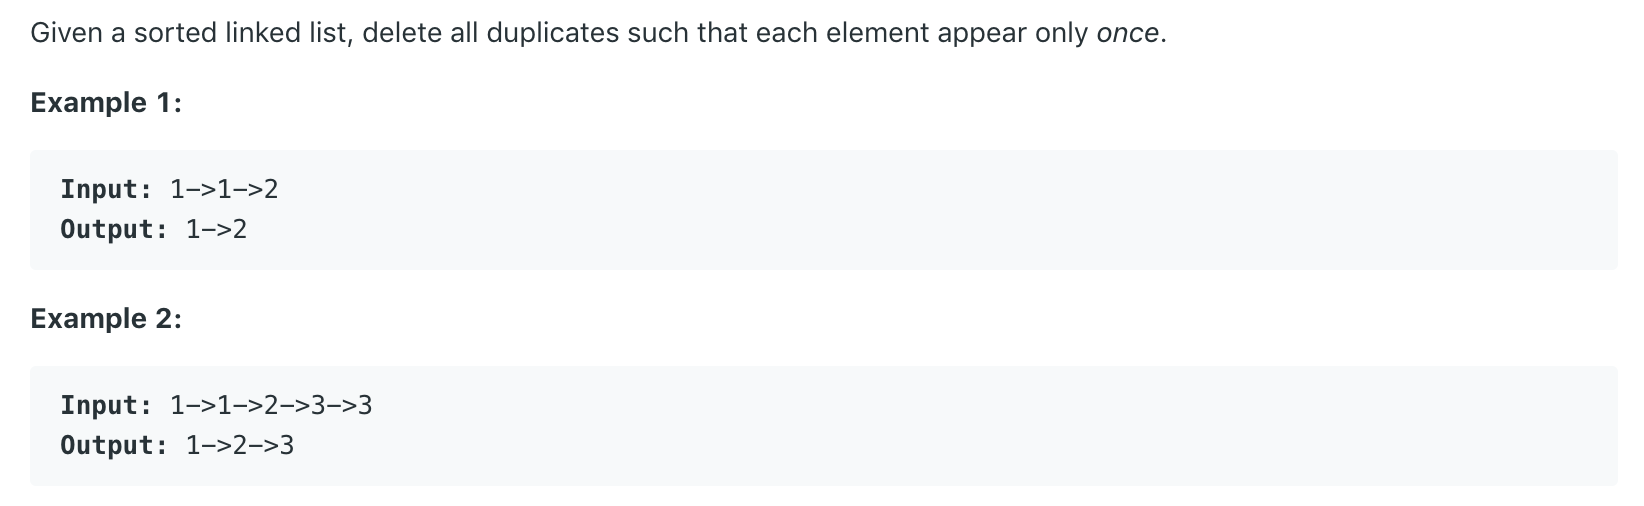 Given a sorted linked list, delete all duplicates such that each element appear only once.
Example 1:
Input: 1->1->2
Output: 1->2
Example 2:
Input: 1->1->2->3->3
Output: 1->2->3